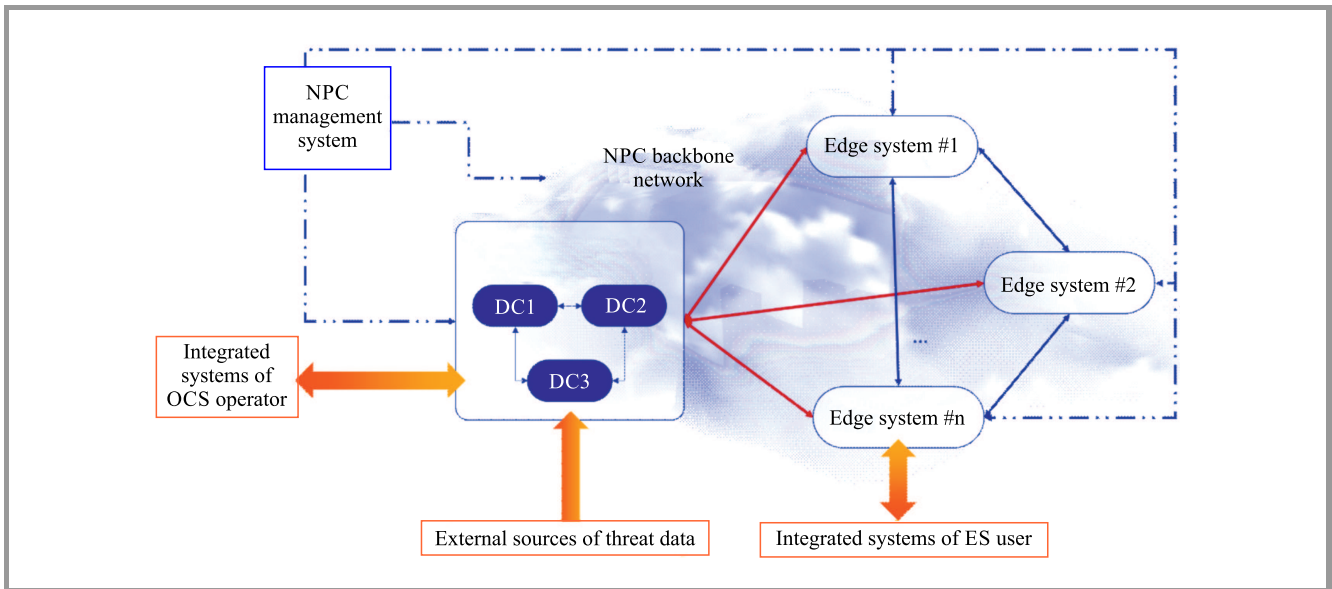 NPC
management
system
NPC backbone
network
Edge system #1
Edge system #2
DC1
DC2
DC3
...
Integrated
systems of
OCS operator
Edge system #n
External sources of threat data
Integrated systems of ES user